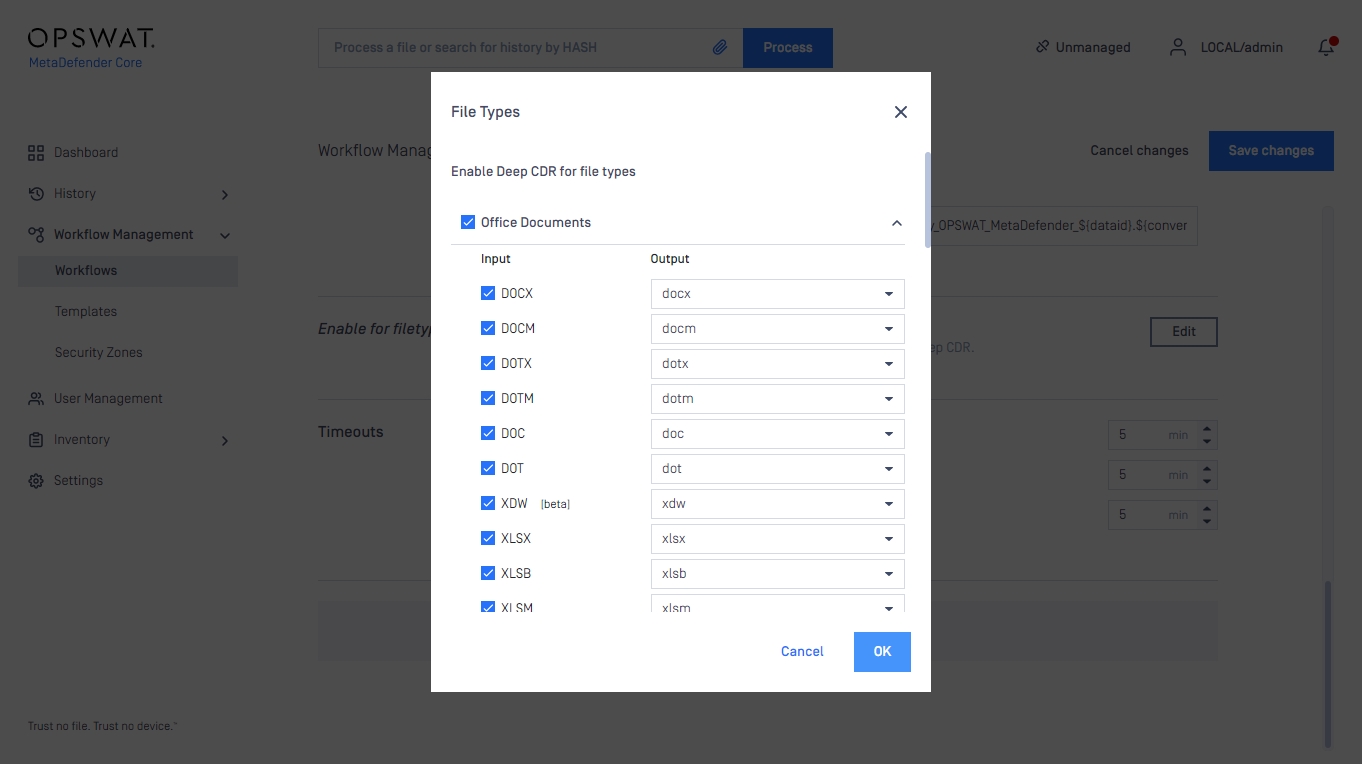 OPSWAT.
MetaDefender Core
Process a file or search for history by HASH
Process
Unmanaged
LOCAL/admin
Dashboard
History
Workflow Management
Workflows
Templates
Security Zones
User Management
Inventory
Settings
Trust no file. Trust no device.™
Workflow Manag
Cancel changes
Save changes
_OPSWAT_MetaDefender_${dataid}.${conver
Enable for filetyp
ep CDR.
Edit
Timeouts
5 min
5 min
5 min
File Types
Enable Deep CDR for file types
Office Documents
Input Output
DOCX docx
DOCM docm
DOTX dotx
DOTM dotm
DOC doc
DOT dot
XDW [beta] xdw
XLSX xlsx
XLSB xlsb
XLSM xlsm
Cancel
OK